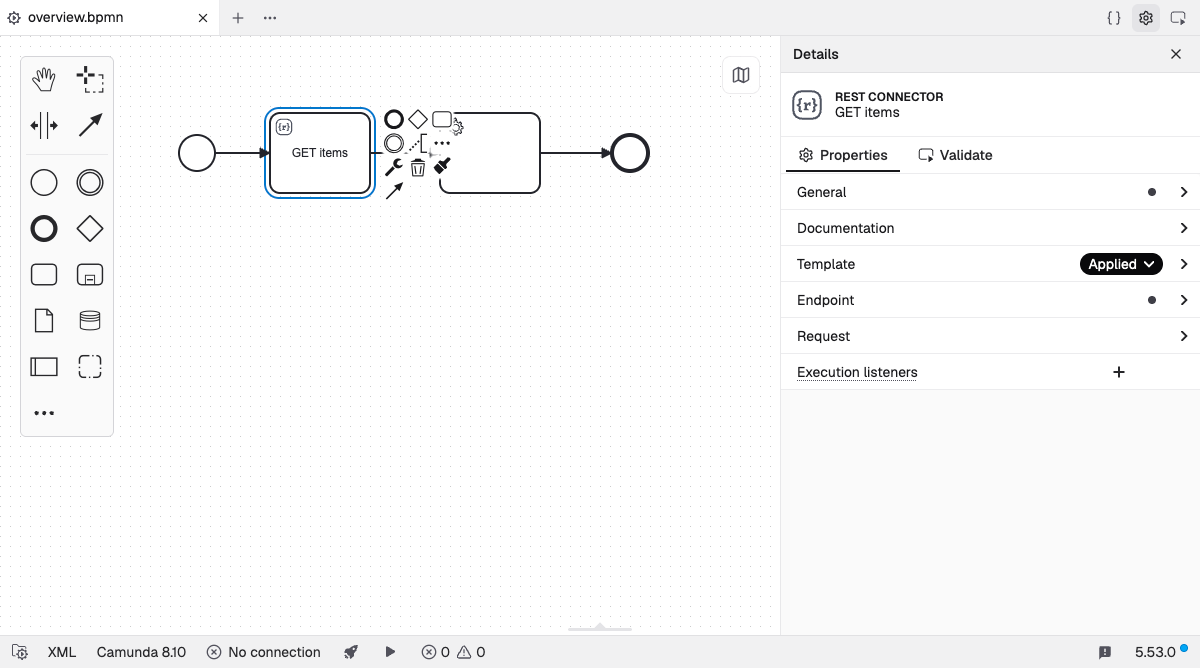 overview.bpmn
{ }
Details
{r}
REST CONNECTOR
GET items
{r}
GET items
Properties
Validate
General
Documentation
Template
Applied
Endpoint
Request
Execution listeners
XML
Camunda 8.10
No connection
0
0
5.53.0